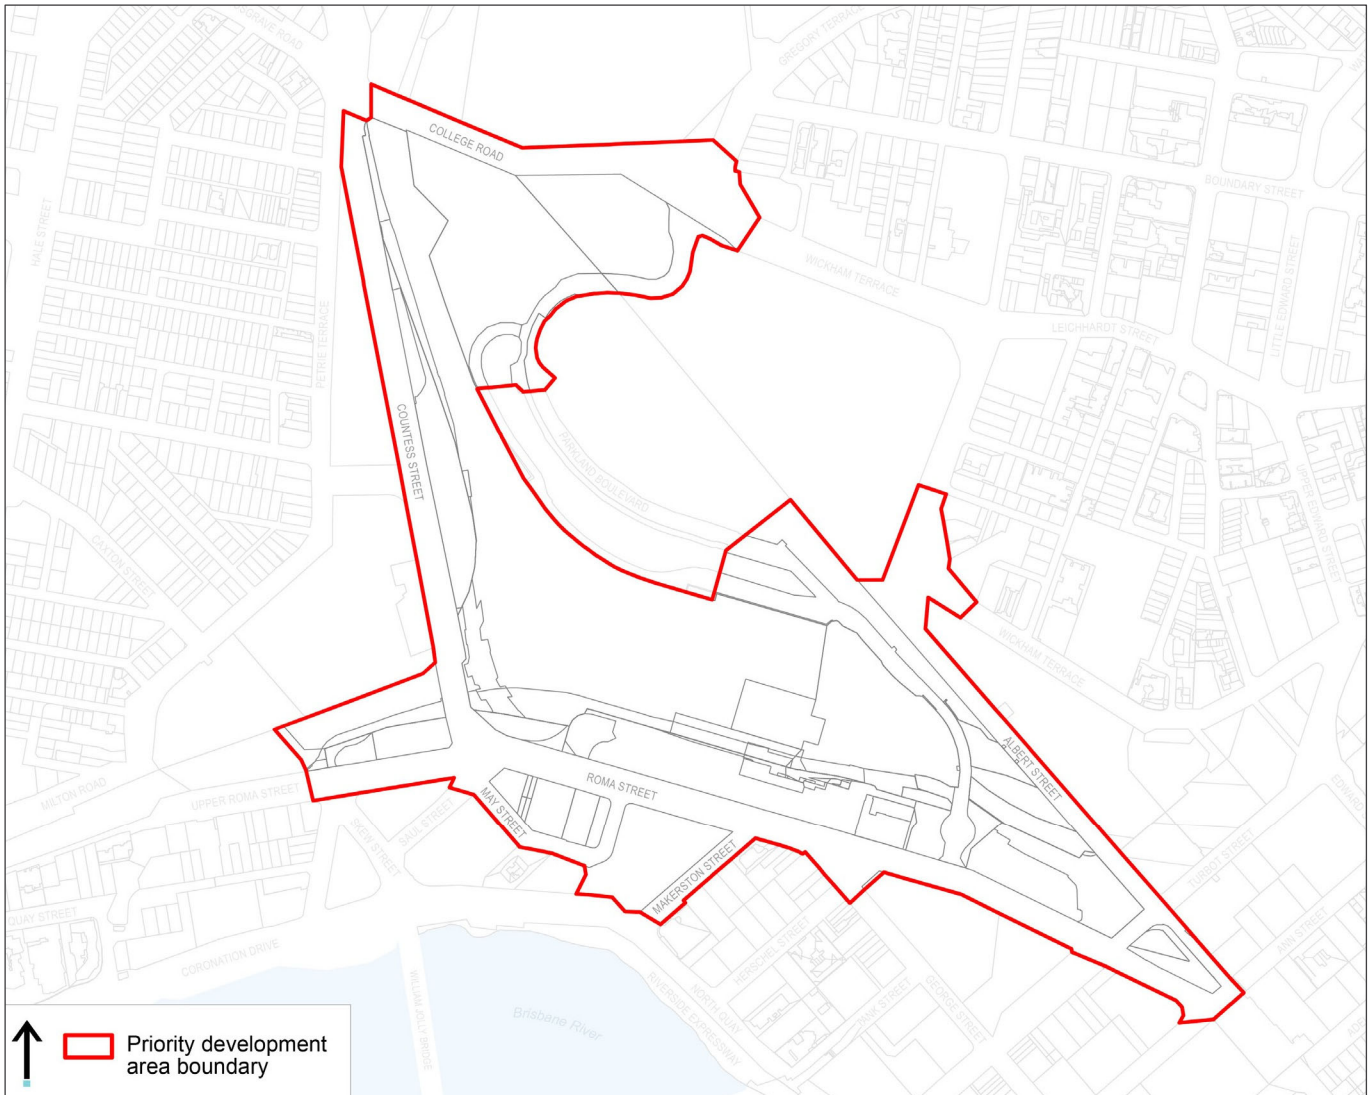 GREGORY TERRACE
COLLEGE ROAD
BOUNDARY STREET
HALE STREET
LITTLE EDWARD STREET
WICKHAM TERRACE
PETRIE TERRACE
LEICHHARDT STREET
COUNTESS STREET
PARKLAND BOULEVARD
UPPER EDWARD STREET
CAXTON STREET
WICKHAM TERRACE
ALBERT STREET
MILTON ROAD
UPPER ROMA STREET
ROMA STREET
MAY STREET
SKEW STREET
MAKERSTON STREET
TURBOT STREET
QUAY STREET
ANN STREET
CORONATION DRIVE
HERSCHEL STREET
NORTH QUAY
GEORGE STREET
RIVERSIDE EXPRESSWAY
WILLIAM JOLLY BRIDGE
Brisbane River
Priority development
area boundary